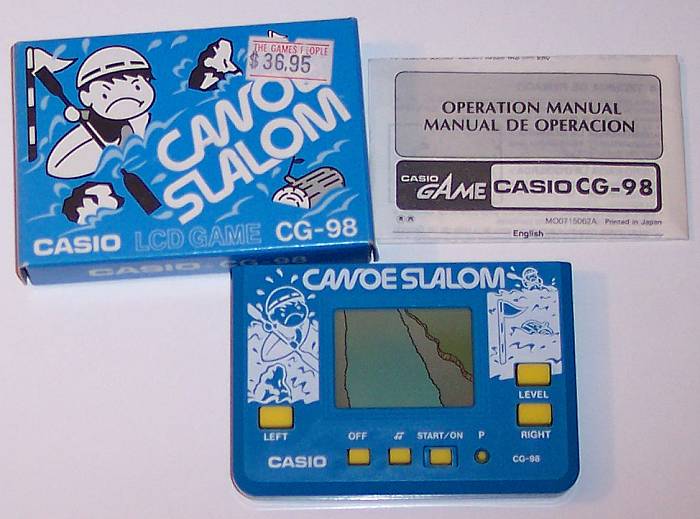 THE GAMES PEOPLE
$36.95
CANOE
SLALOM
CASIO LCD GAME CG-98
CASIO CG-98
OPERATION MANUAL
MANUAL DE OPERACION
CASIO
GAME CASIO CG-98
MO0715062A Printed in Japan
English
CANOE SLALOM
LEVEL
LEFT
RIGHT
OFF
START/ON
P
CASIO
CG-98